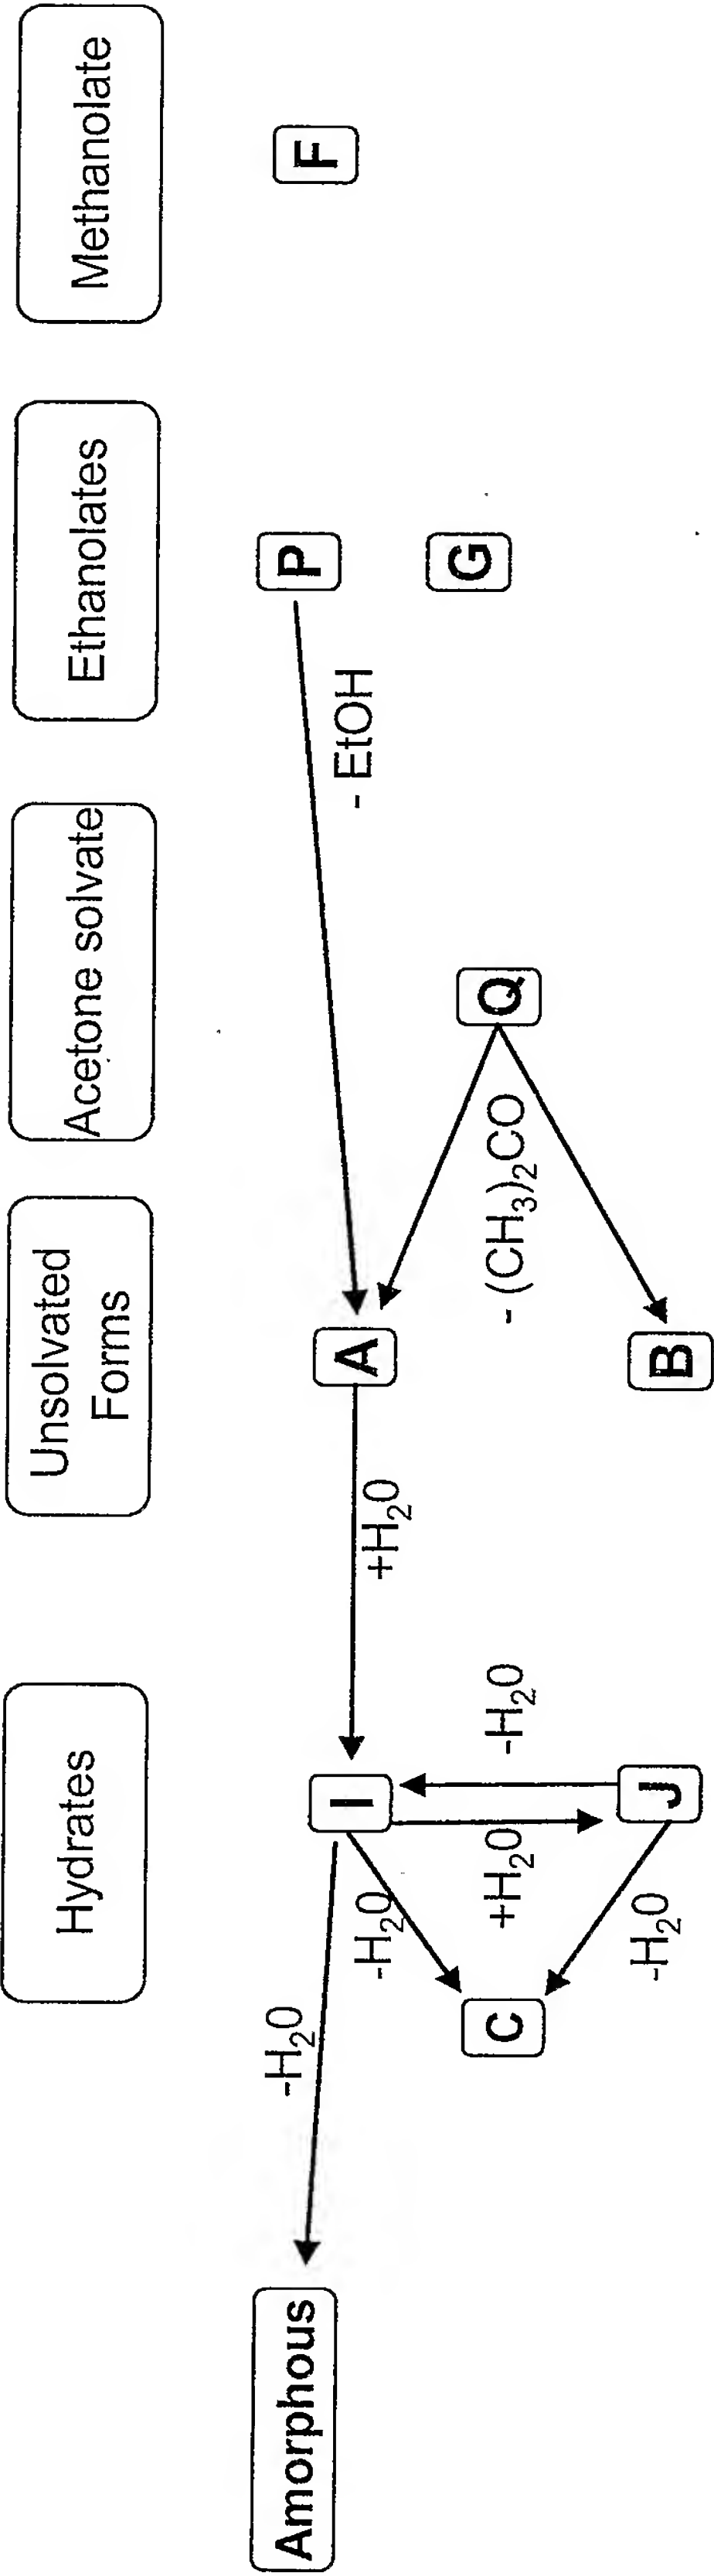 Hydrates
Unsolvated
Forms
Acetone solvate
Ethanolates
Methanolate
Amorphous
-H₂0
I
+H₂0
A
- EtOH
P
F
-H₂0
C
+H₂0
-H₂0
- (CH₃)₂CO
Q
G
-H₂0
J
B